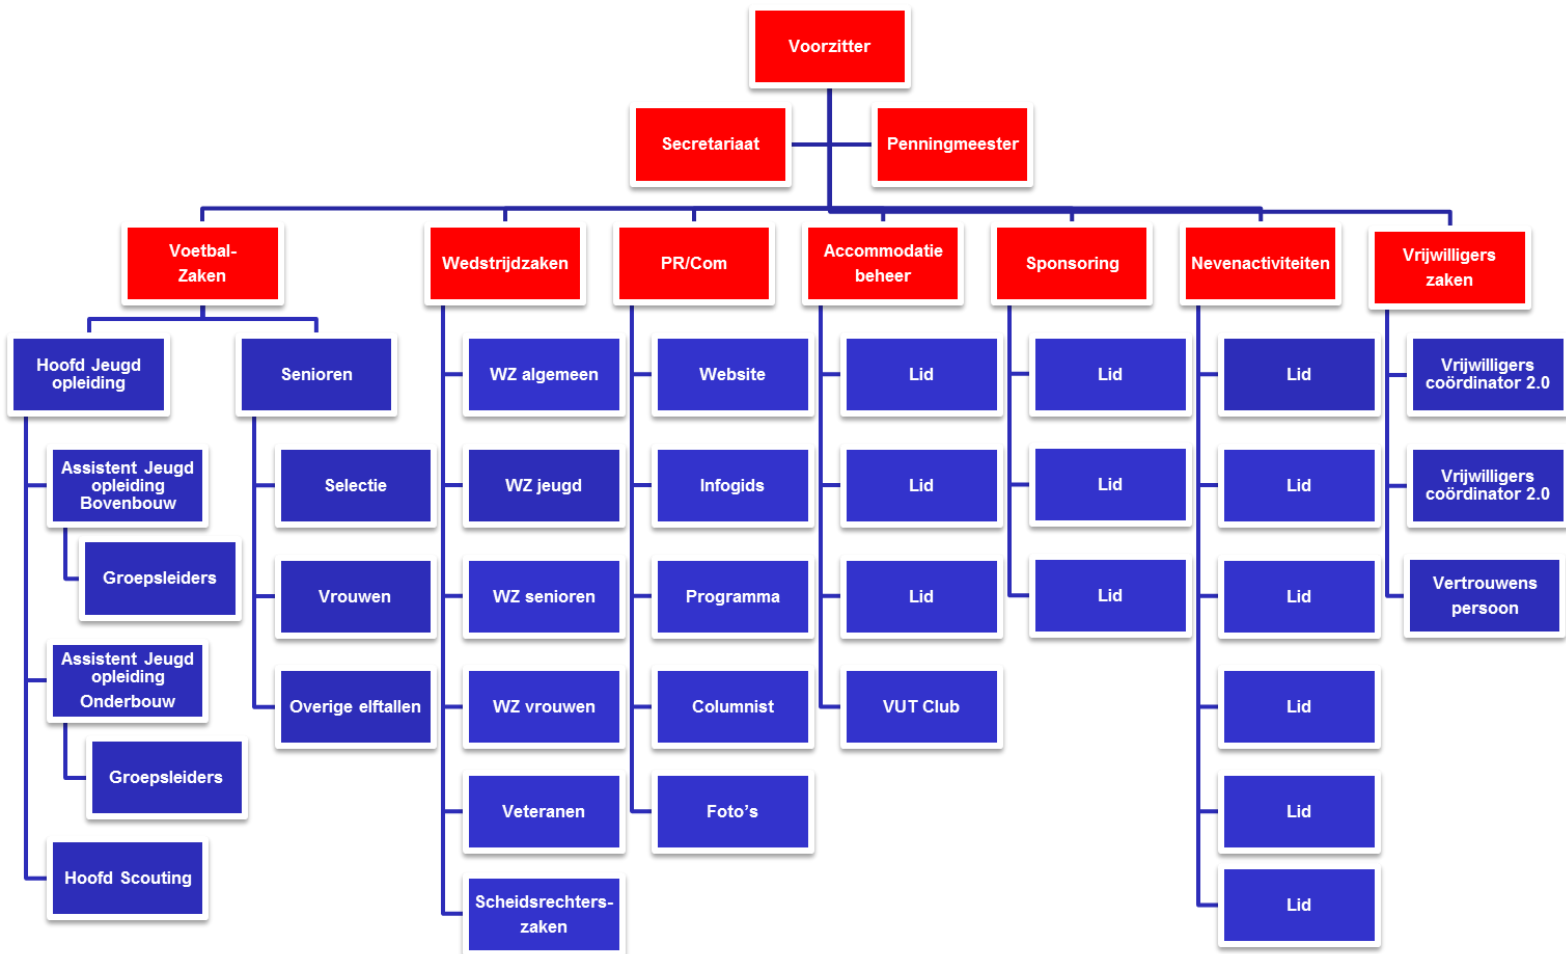 Voorzitter
Secretariaat
Penningmeester
Voetbal-
Zaken
Wedstrijdzaken
PR/Com
Accommodatie
beheer
Sponsoring
Nevenactiviteiten
Vrijwilligers
zaken
Hoofd Jeugd
opleiding
Senioren
WZ algemeen
Website
Lid
Lid
Lid
Vrijwilligers
coördinator 2.0
Assistent Jeugd
opleiding
Bovenbouw
Selectie
WZ jeugd
Infogids
Lid
Lid
Lid
Vrijwilligers
coördinator 2.0
Groepsleiders
Vrouwen
WZ senioren
Programma
Lid
Lid
Lid
Vertrouwens
persoon
Assistent Jeugd
opleiding
Onderbouw
Overige elftallen
WZ vrouwen
Columnist
VUT Club
Lid
Groepsleiders
Veteranen
Foto’s
Lid
Hoofd Scouting
Scheidsrechters-
zaken
Lid